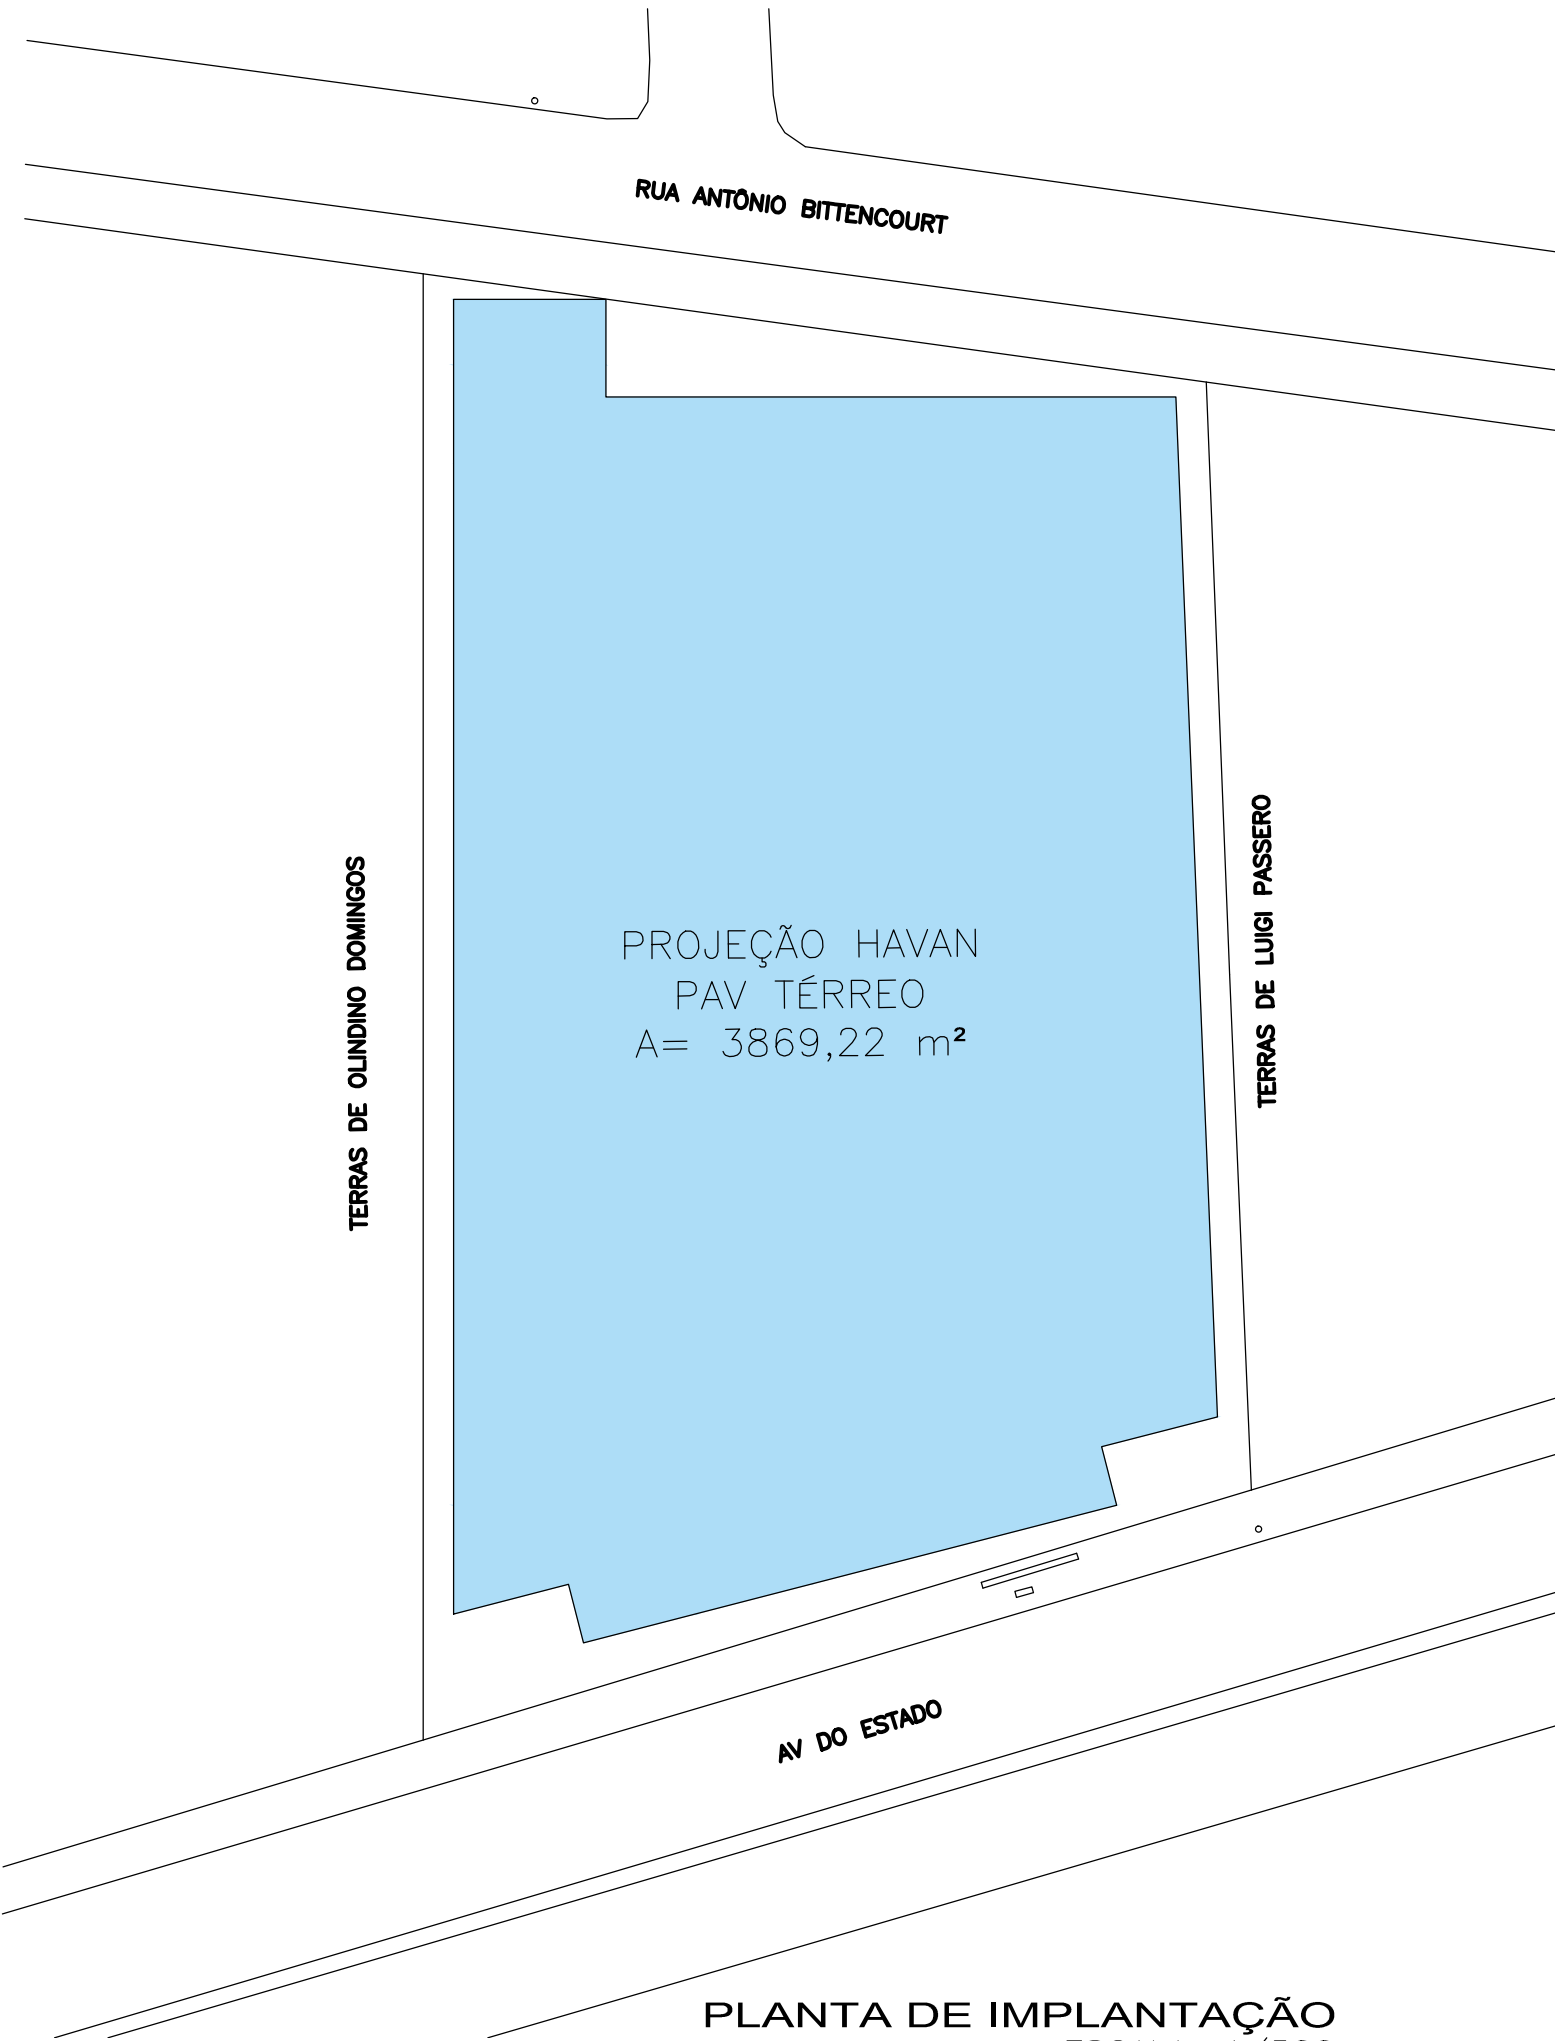 RUA ANTÔNIO BITTENCOURT
TERRAS DE OLINDINO DOMINGOS
TERRAS DE LUIGI PASSERO
PROJEÇÃO HAVAN
PAV TÉRREO
A= 3869,22 m²
AV DO ESTADO
PLANTA DE IMPLANTAÇÃO